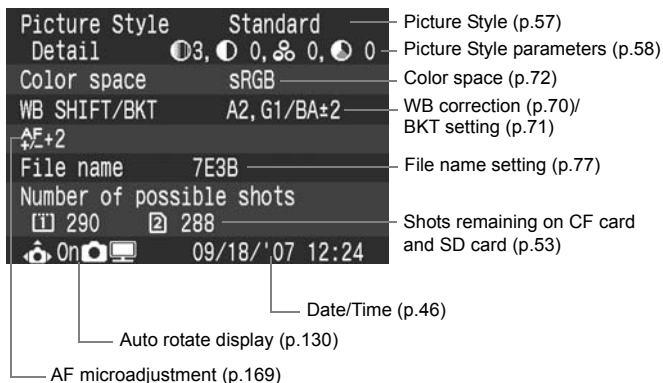 Picture Style Standard
Picture Style (p.57)
Detail 3, 0, 0, 0
Picture Style parameters (p.58)
Color space sRGB
Color space (p.72)
WB SHIFT/BKT A2,G1/BA±2
WB correction (p.70)/
BKT setting (p.71)
AF+2
File name 7E3B
File name setting (p.77)
Number of possible shots
1 290 2 288
Shots remaining on CF card
and SD card (p.53)
On 09/18/'07 12:24
Date/Time (p.46)
Auto rotate display (p.130)
AF microadjustment (p.169)